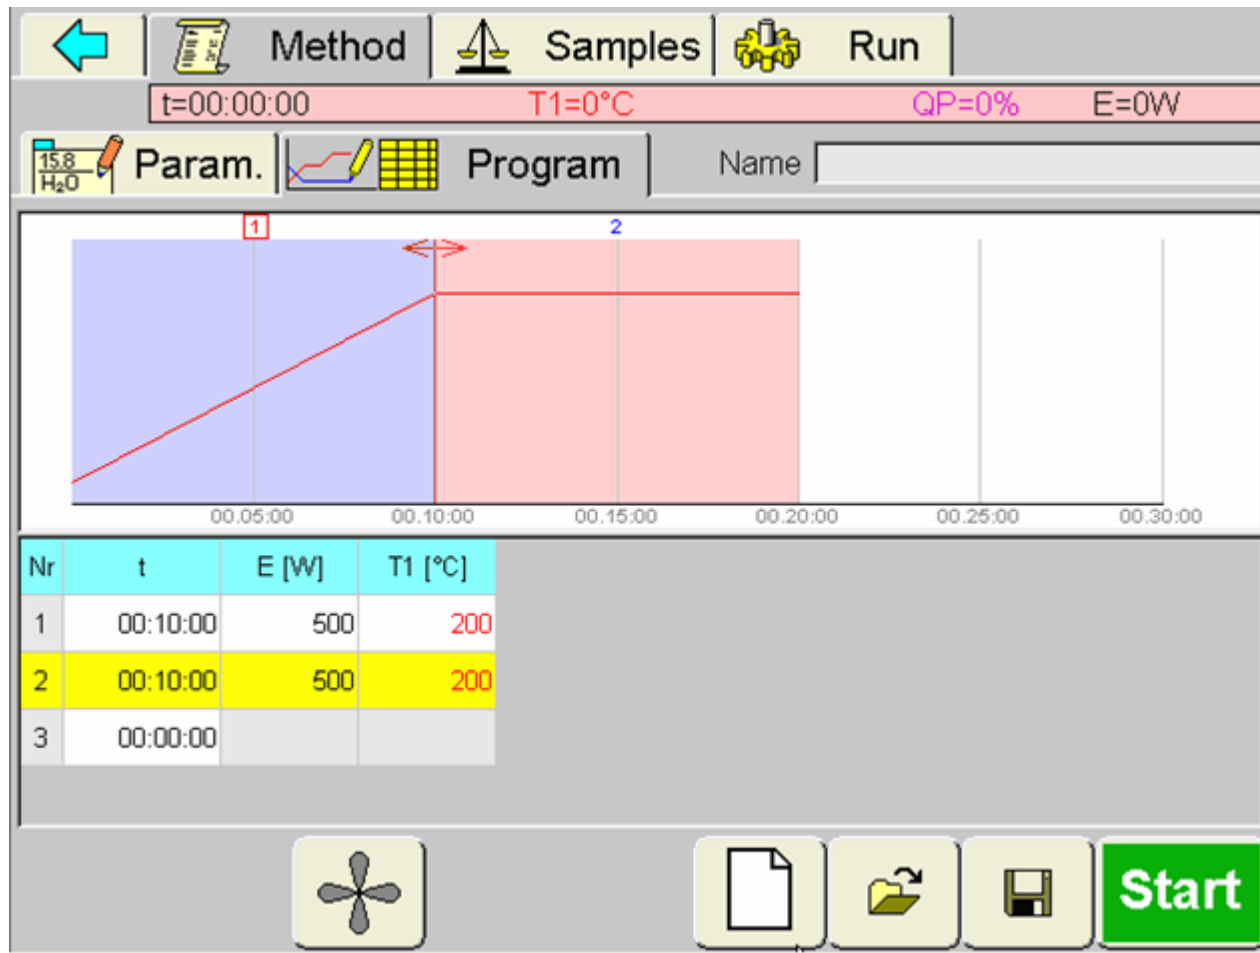 Method Samples Run
t=00:00:00 T1=0°C QP=0% E=0W
15.8
H₂O
Param. Program Name
1 2
00.05:00 00.10:00 00.15:00 00.20:00 00.25:00 00.30:00
Nr t E [W] T1 [°C]
1 00:10:00 500 200
2 00:10:00 500 200
3 00:00:00
Start